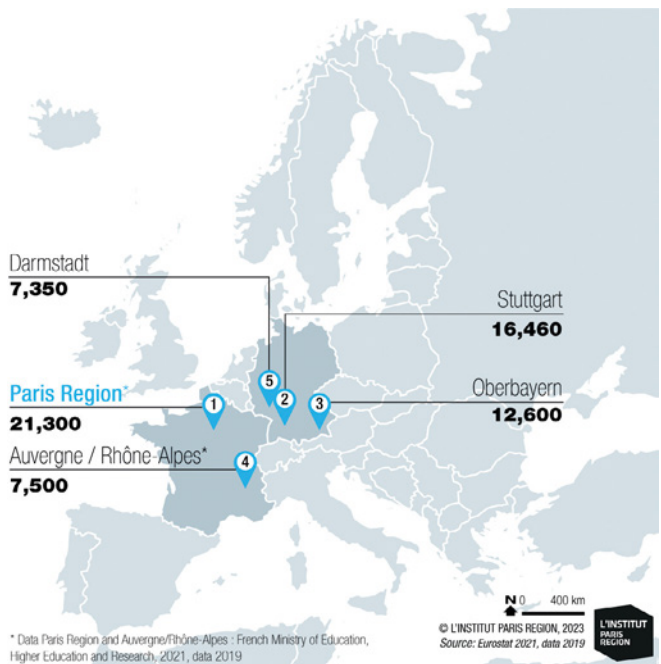 Darmstadt
7,350
Stuttgart
16,460
5
2
Paris Region*
1
3
Oberbayern
21,300
12,600
Auvergne / Rhône-Alpes*
4
7,500
N 0 400 km
© L'INSTITUT PARIS REGION, 2023
Source: Eurostat 2021, data 2019
L'INSTITUT
PARIS
REGION
* Data Paris Region and Auvergne/Rhône-Alpes : French Ministry of Education,
Higher Education and Research, 2021, data 2019